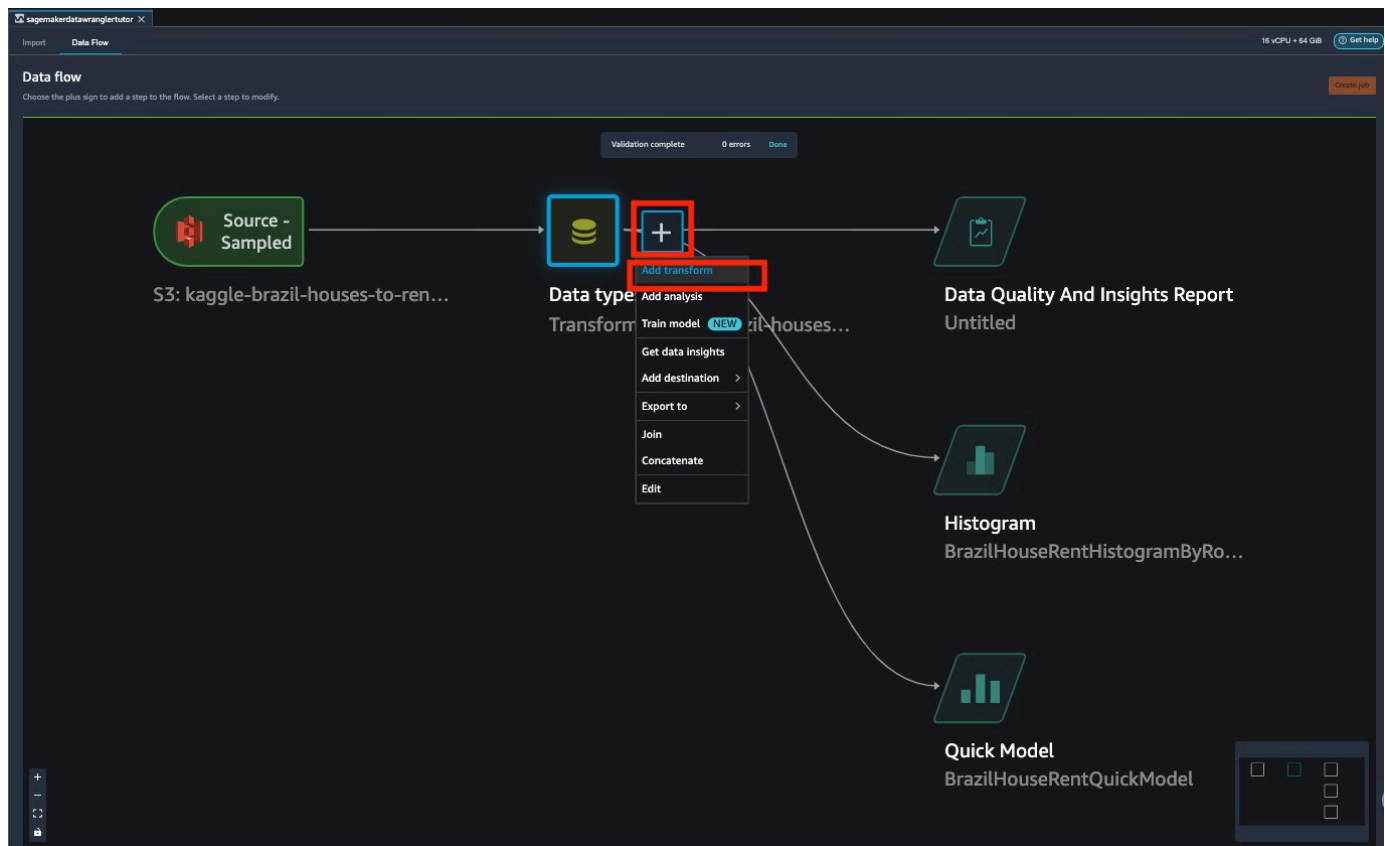 sagemakerdatawranglertutor
Import Data Flow
16 vCPU + 64 GiB Get help
Data flow
Choose the plus sign to add a step to the flow. Select a step to modify.
Create job
Validation complete 0 errors Done
Source -
Sampled
S3: kaggle-brazil-houses-to-ren...
Data type
Transform
zil-houses...
Add transform
Add analysis
Train model NEW
Get data insights
Add destination
Export to
Join
Concatenate
Edit
Data Quality And Insights Report
Untitled
Histogram
BrazilHouseRentHistogramByRo...
Quick Model
BrazilHouseRentQuickModel